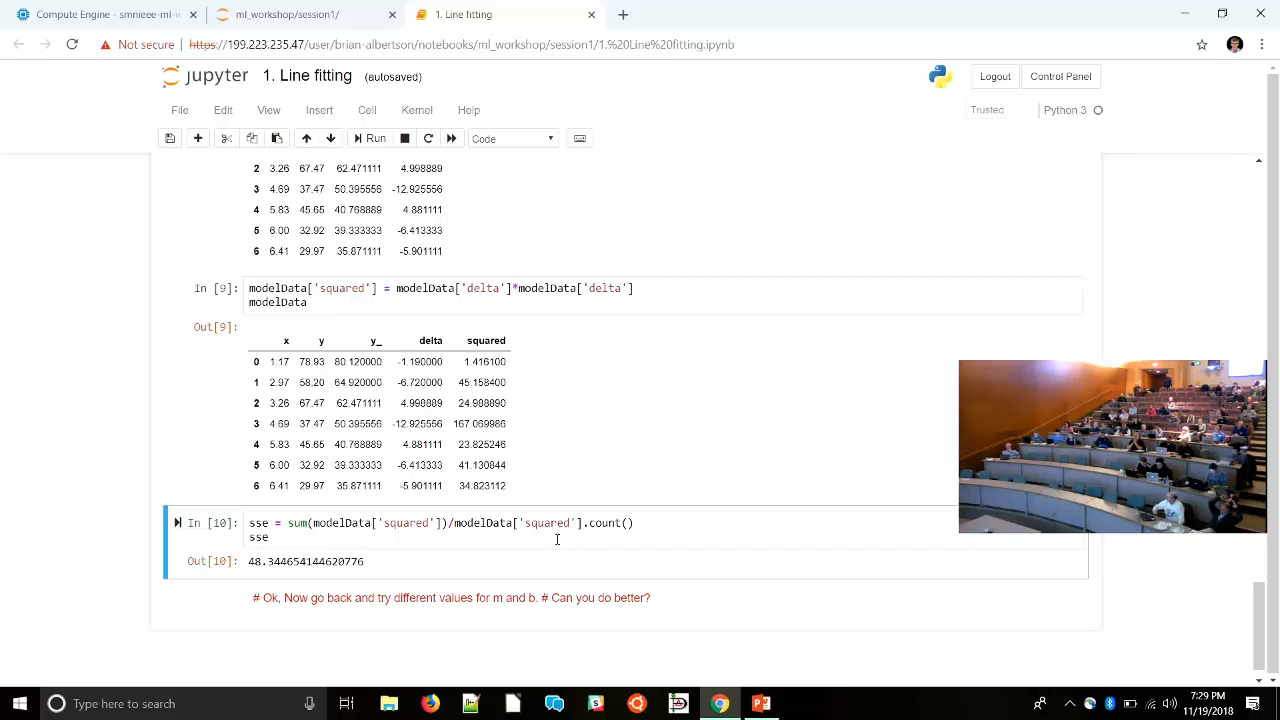 Compute Engine - smnieee-ml-v
ml_workshop/session1/
1. Line fitting
Not secure
https://199.223.235.47/user/brian-albertson/notebooks/ml_workshop/session1/1.%20Line%20fitting.ipynb
jupyter 1. Line fitting (autosaved)
Logout
Control Panel
File Edit View Insert Cell Kernel Help
Trusted
Python 3
Run
Code
2 3.26 67.47 62.471111 4.998889
3 4.69 37.47 50.395556 -12.925556
4 5.83 45.65 40.768889 4.881111
5 6.00 32.92 39.333333 -6.413333
6 6.41 29.97 35.871111 -5.901111
In [9]: modelData['squared'] = modelData['delta']*modelData['delta']
modelData
Out[9]:
x y y_ delta squared
0 1.17 78.93 80.120000 -1.190000 1.416100
1 2.97 58.20 64.920000 -6.720000 45.158400
2 3.26 67.47 62.471111 4.998889 24.988890
3 4.69 37.47 50.395556 -12.925556 167.069986
4 5.83 45.65 40.768889 4.881111 23.825246
5 6.00 32.92 39.333333 -6.413333 41.130844
6 6.41 29.97 35.871111 -5.901111 34.823112
In [10]: sse = sum(modelData['squared'])/modelData['squared'].count()
sse
Out[10]: 48.344654144620776
# Ok, Now go back and try different values for m and b. # Can you do better?
Type here to search
7:29 PM
11/19/2018